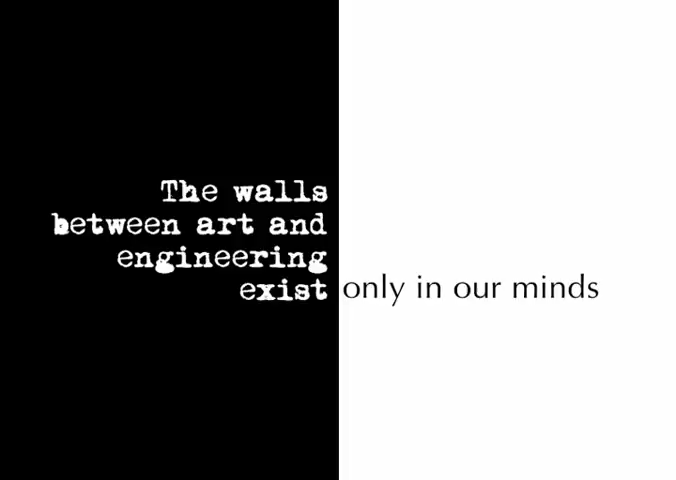 The walls
between art and
engineering
exist only in our minds